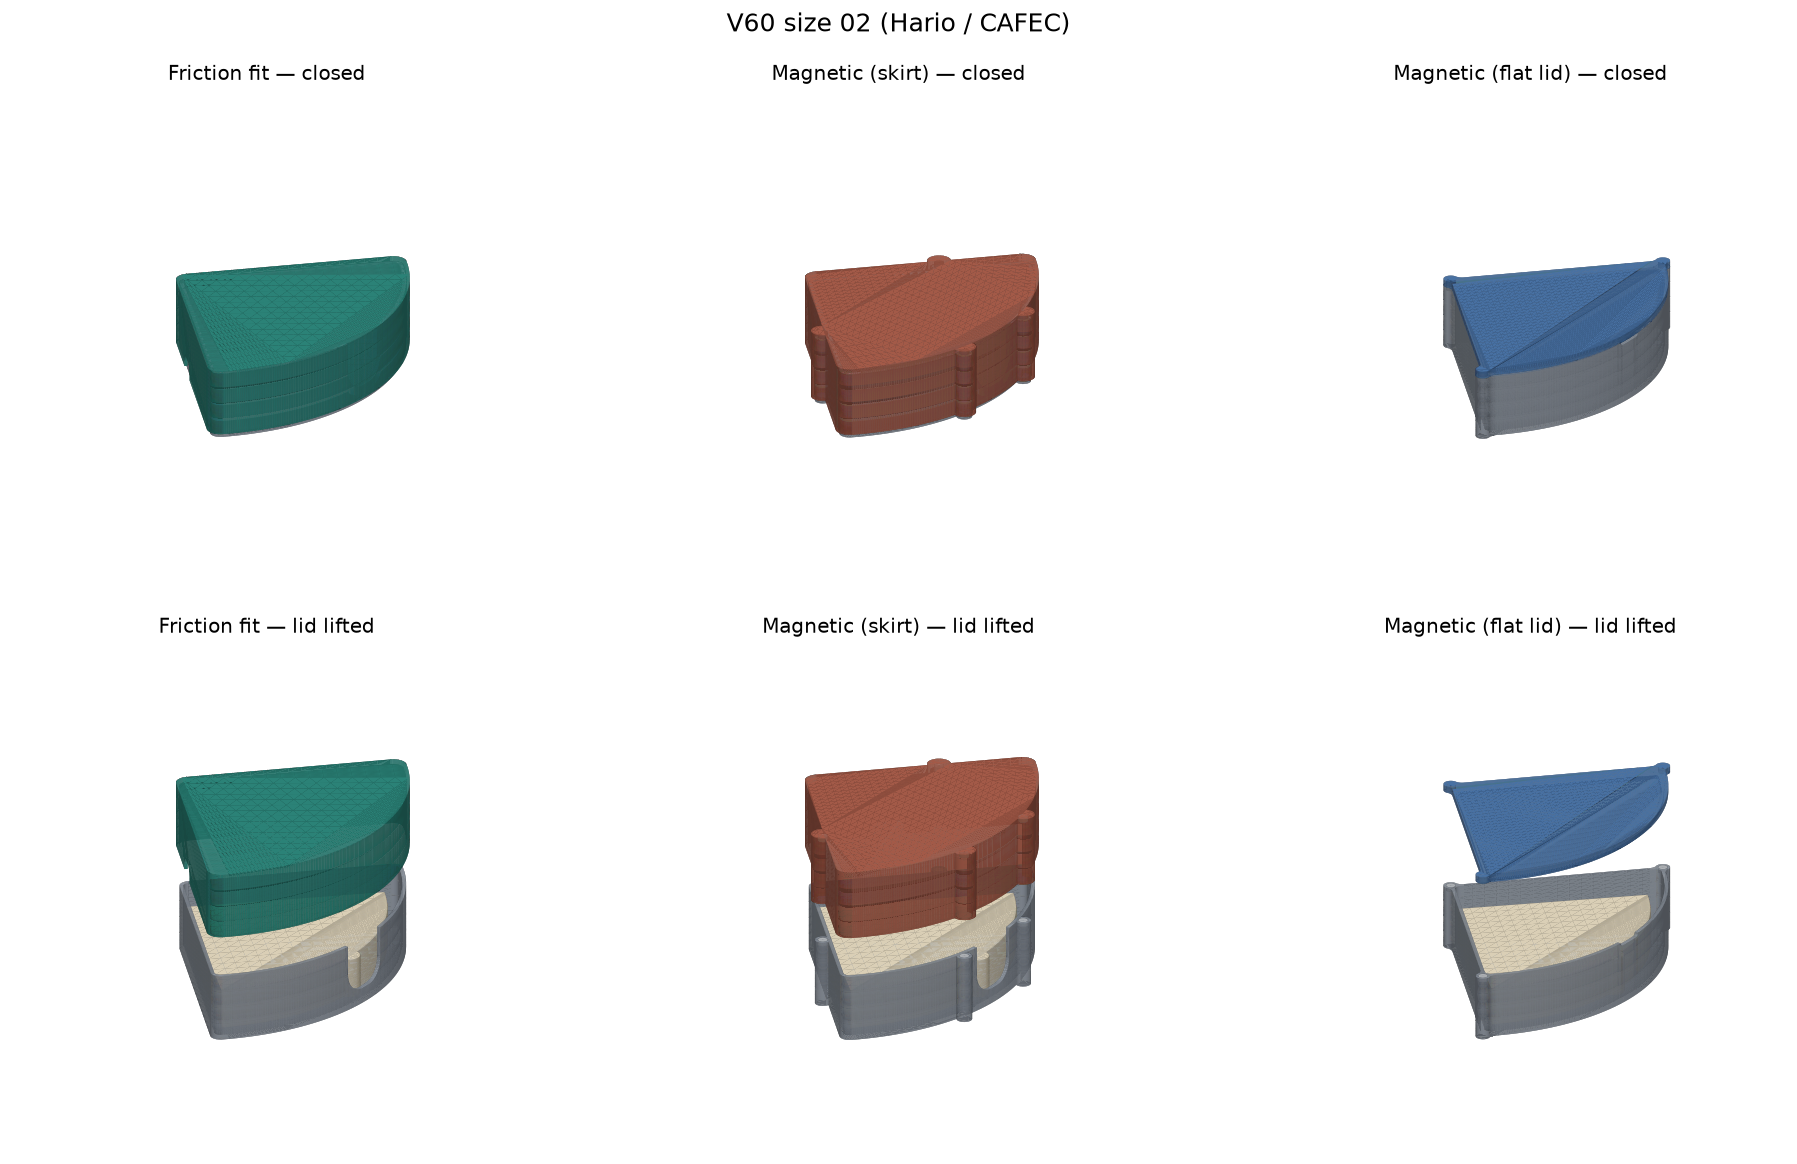 V60 size 02 (Hario / CAFEC)
Friction fit — closed
Magnetic (skirt) — closed
Magnetic (flat lid) — closed
Friction fit — lid lifted
Magnetic (skirt) — lid lifted
Magnetic (flat lid) — lid lifted